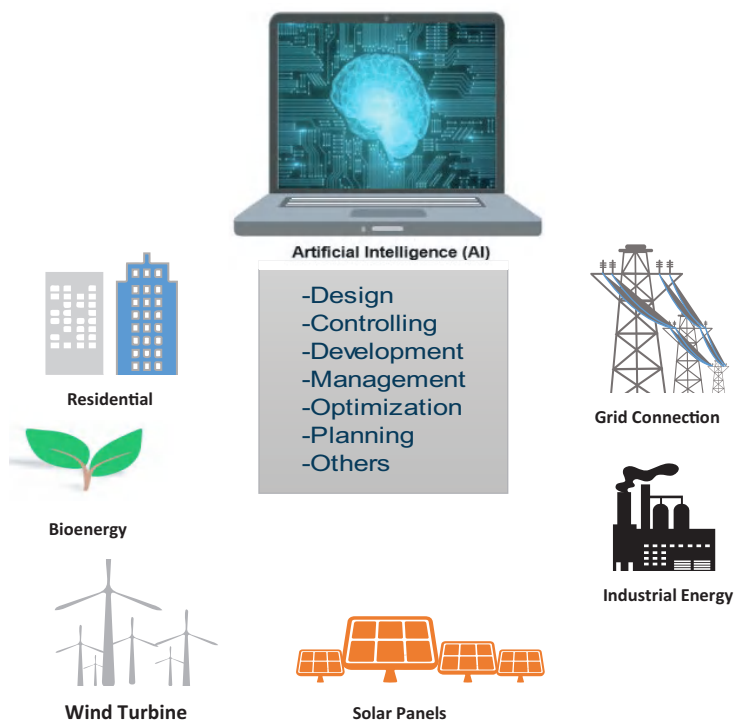 Artificial Intelligence (AI)
-Design
-Controlling
-Development
-Management
-Optimization
-Planning
-Others
Residential
Grid Connection
Bioenergy
Industrial Energy
Wind Turbine
Solar Panels